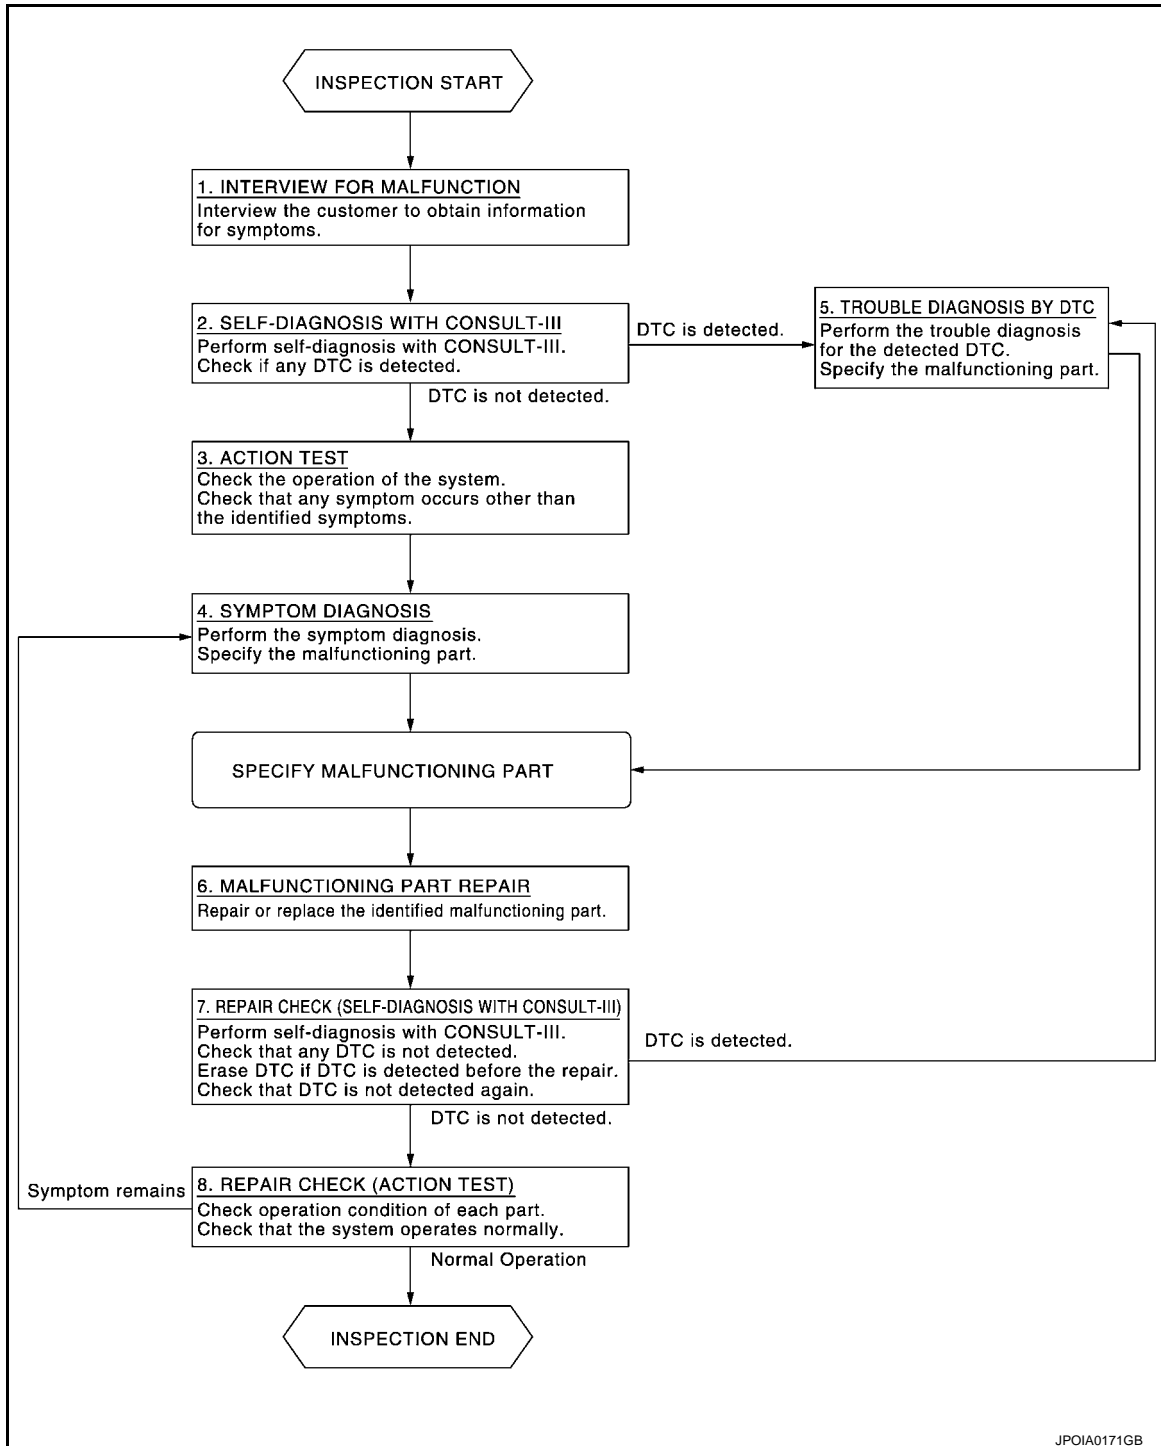 INSPECTION START
1. INTERVIEW FOR MALFUNCTION
Interview the customer to obtain information
for symptoms.
2. SELF-DIAGNOSIS WITH CONSULT-III
Perform self-diagnosis with CONSULT-III.
Check if any DTC is detected.
DTC is detected.
5. TROUBLE DIAGNOSIS BY DTC
Perform the trouble diagnosis
for the detected DTC.
Specify the malfunctioning part.
DTC is not detected.
3. ACTION TEST
Check the operation of the system.
Check that any symptom occurs other than
the identified symptoms.
4. SYMPTOM DIAGNOSIS
Perform the symptom diagnosis.
Specify the malfunctioning part.
SPECIFY MALFUNCTIONING PART
6. MALFUNCTIONING PART REPAIR
Repair or replace the identified malfunctioning part.
7. REPAIR CHECK (SELF-DIAGNOSIS WITH CONSULT-III)
Perform self-diagnosis with CONSULT-III.
Check that any DTC is not detected.
Erase DTC if DTC is detected before the repair.
Check that DTC is not detected again.
DTC is detected.
DTC is not detected.
Symptom remains
8. REPAIR CHECK (ACTION TEST)
Check operation condition of each part.
Check that the system operates normally.
Normal Operation
INSPECTION END
JPOIA0171GB